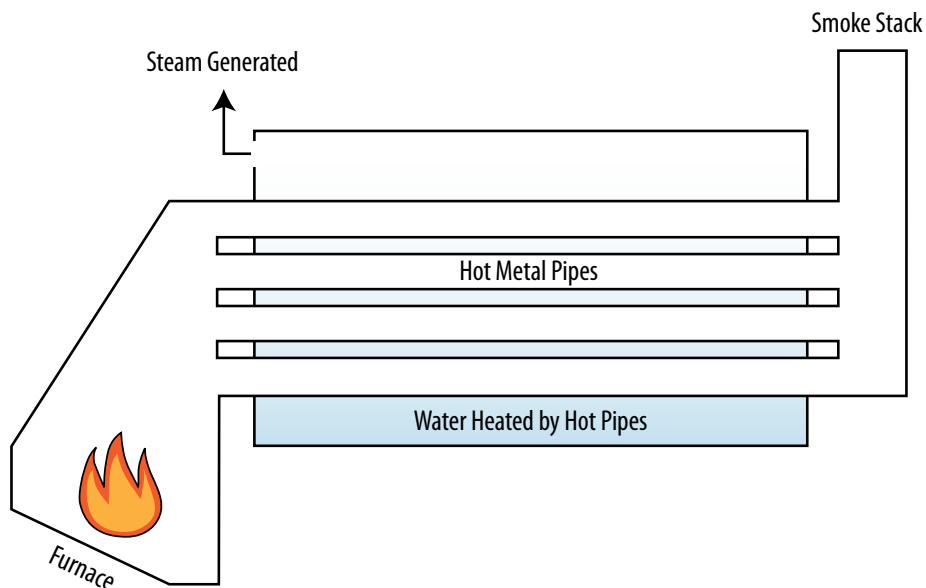 Smoke Stack
Steam Generated
Hot Metal Pipes
Water Heated by Hot Pipes
Furnace